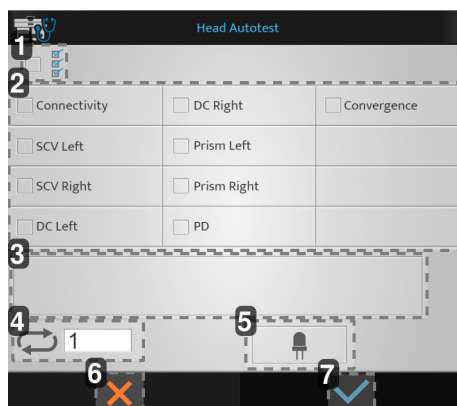 Head Autotest
1
2
Connectivity DC Right Convergence
SCV Left Prism Left
SCV Right Prism Right
DC Left PD
3
4 1 5
6 7